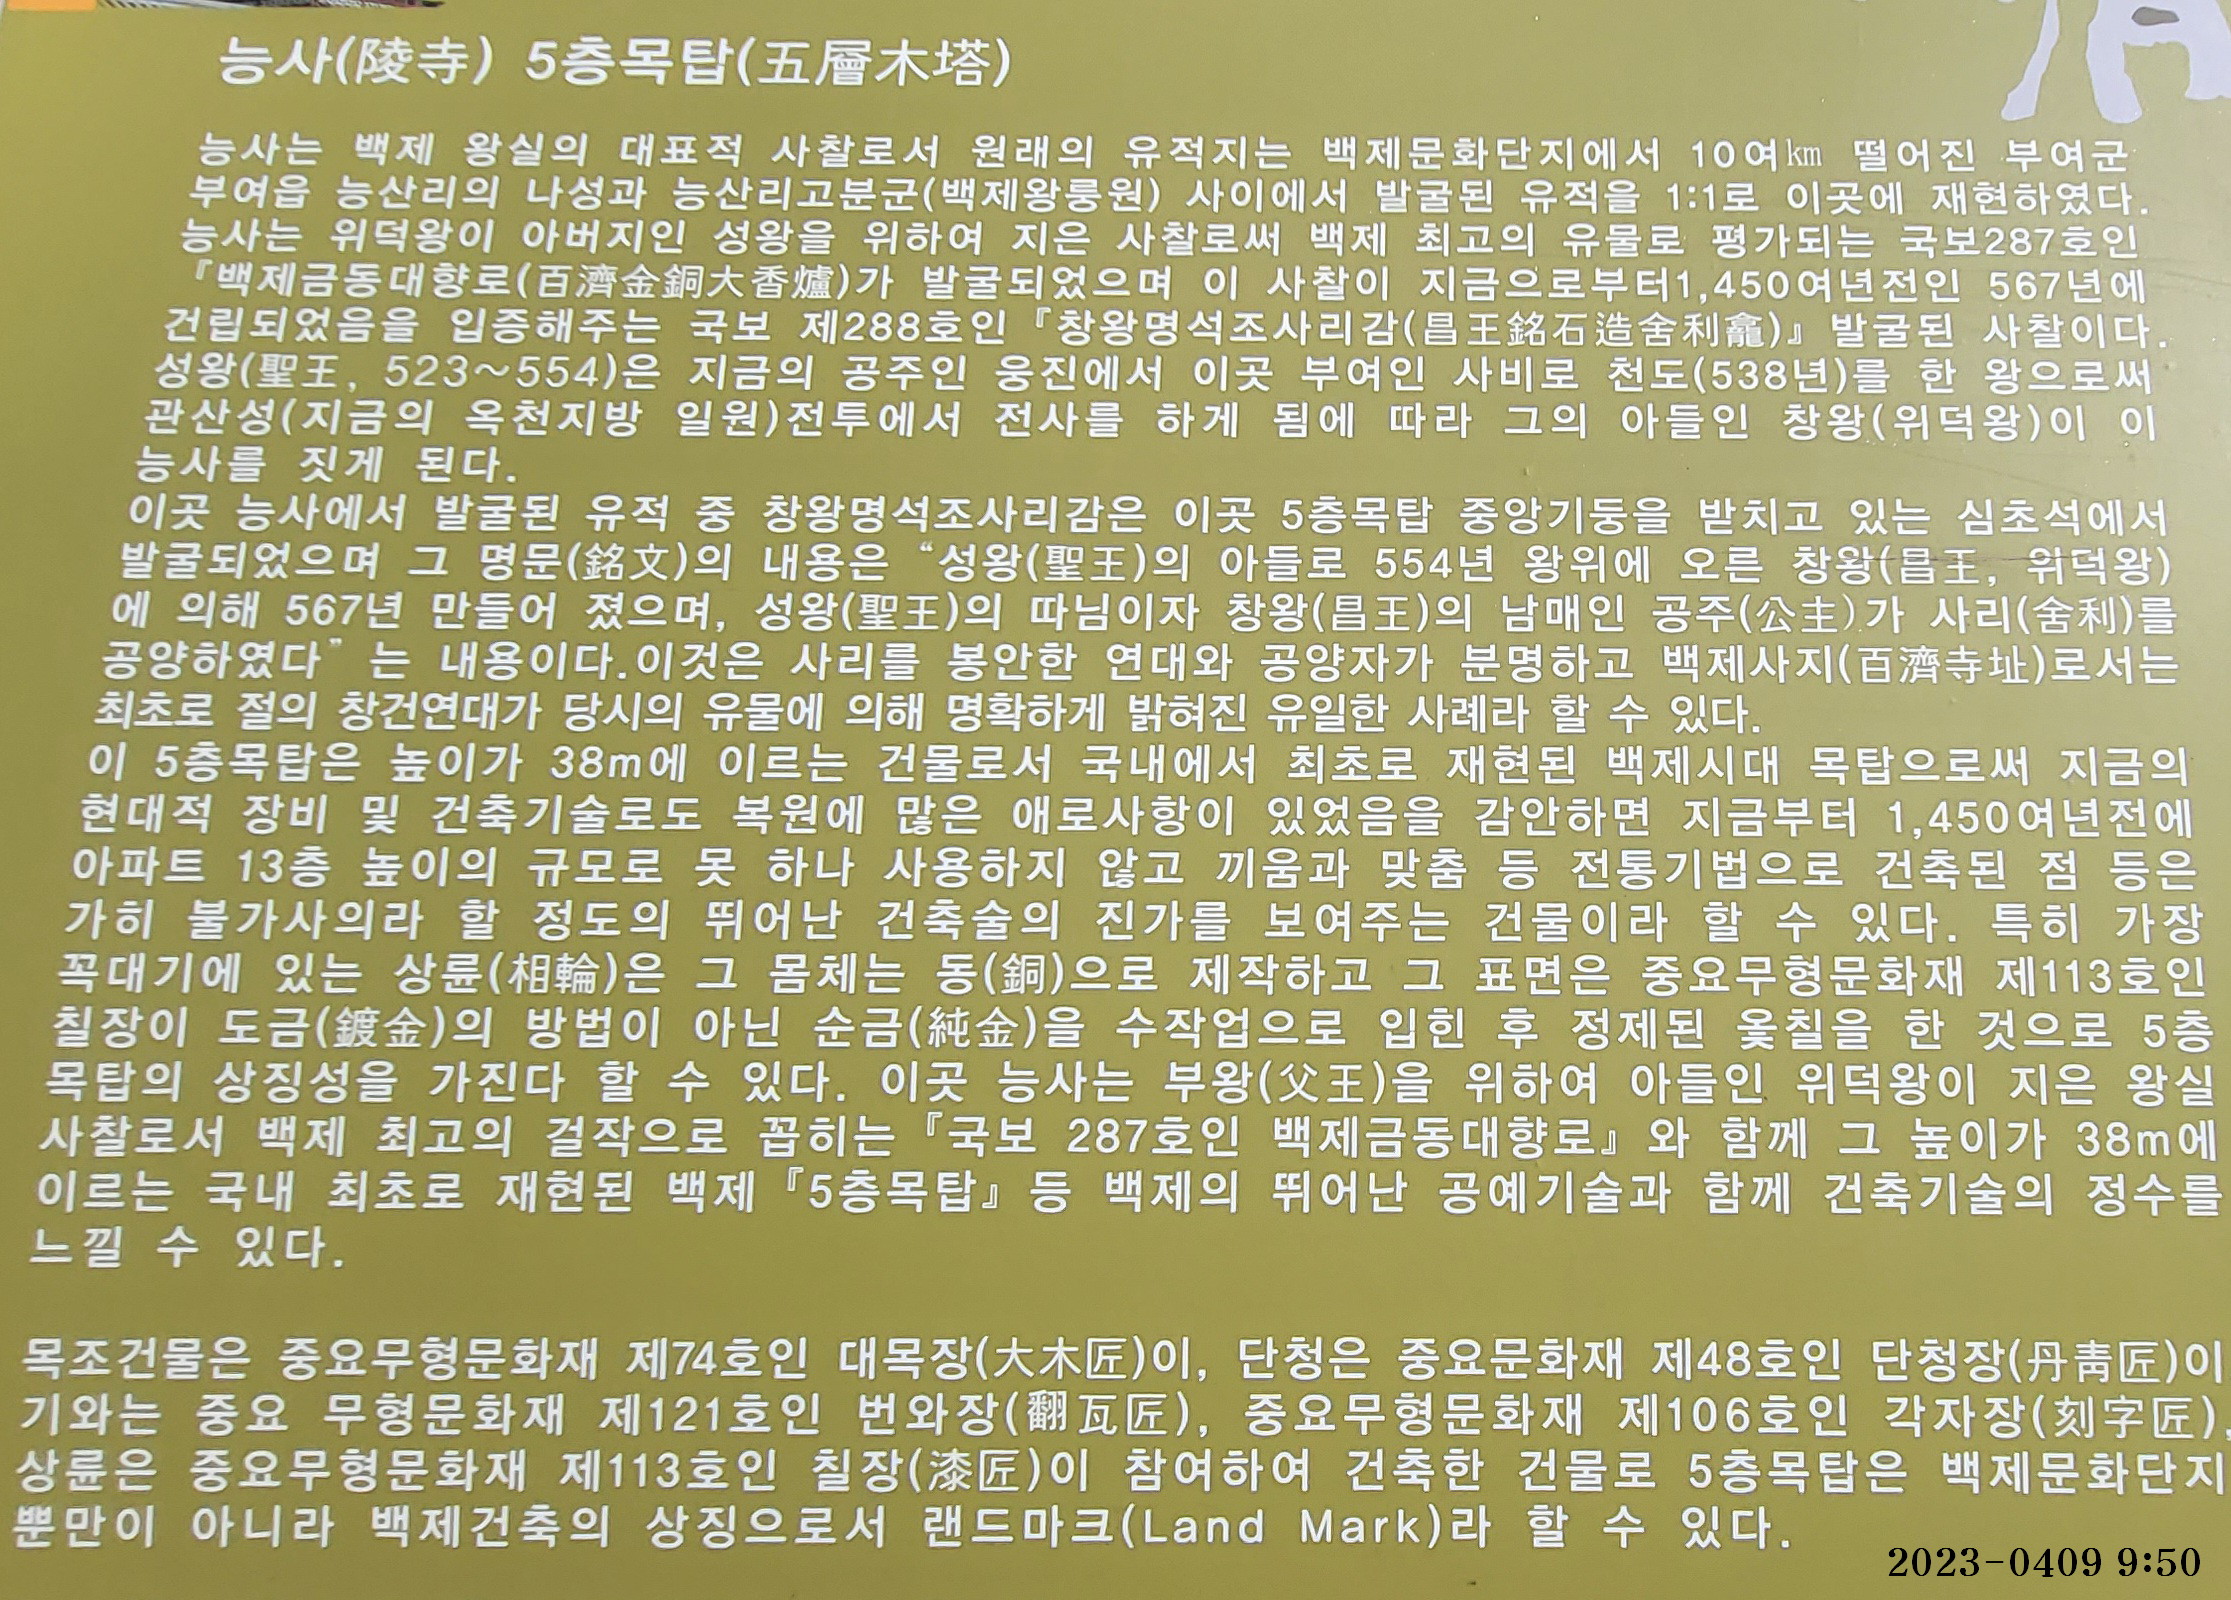 능사(陵寺) 5층목탑(五層木塔)
능사는 백제 왕실의 대표적 사찰로서 원래의 유적지는 백제문화단지에서 10여㎞ 떨어진 부여군
부여읍 능산리의 나성과 능산리고분군(백제왕릉원) 사이에서 발굴된 유적을 1:1로 이곳에 재현하였다.
능사는 위덕왕이 아버지인 성왕을 위하여 지은 사찰로써 백제 최고의 유물로 평가되는 국보287호인
『백제금동대향로(百濟金銅大香爐)가 발굴되었으며 이 사찰이 지금으로부터1,450여년전인 567년에
건립되었음을 입증해주는 국보 제288호인『창왕명석조사리감(昌王銘石造舍利龕)』발굴된 사찰이다.
성왕(聖王, 523~554)은 지금의 공주인 웅진에서 이곳 부여인 사비로 천도(538년)를 한 왕으로써
관산성(지금의 옥천지방 일원)전투에서 전사를 하게 됨에 따라 그의 아들인 창왕(위덕왕)이 이
능사를 짓게 된다.
이곳 능사에서 발굴된 유적 중 창왕명석조사리감은 이곳 5층목탑 중앙기둥을 받치고 있는 심초석에서
발굴되었으며 그 명문(銘文)의 내용은 “성왕(聖王)의 아들로 554년 왕위에 오른 창왕(昌王, 위덕왕)
에 의해 567년 만들어 졌으며, 성왕(聖王)의 따님이자 창왕(昌王)의 남매인 공주(公主)가 사리(舍利)를
공양하였다” 는 내용이다.이것은 사리를 봉안한 연대와 공양자가 분명하고 백제사지(百濟寺址)로서는
최초로 절의 창건연대가 당시의 유물에 의해 명확하게 밝혀진 유일한 사례라 할 수 있다.
이 5층목탑은 높이가 38m에 이르는 건물로서 국내에서 최초로 재현된 백제시대 목탑으로써 지금의
현대적 장비 및 건축기술로도 복원에 많은 애로사항이 있었음을 감안하면 지금부터 1,450여년전에
아파트 13층 높이의 규모로 못 하나 사용하지 않고 끼움과 맞춤 등 전통기법으로 건축된 점 등은
가히 불가사의라 할 정도의 뛰어난 건축술의 진가를 보여주는 건물이라 할 수 있다. 특히 가장
꼭대기에 있는 상륜(相輪)은 그 몸체는 동(銅)으로 제작하고 그 표면은 중요무형문화재 제113호인
칠장이 도금(鍍金)의 방법이 아닌 순금(純金)을 수작업으로 입힌 후 정제된 옻칠을 한 것으로 5층
목탑의 상징성을 가진다 할 수 있다. 이곳 능사는 부왕(父王)을 위하여 아들인 위덕왕이 지은 왕실
사찰로서 백제 최고의 걸작으로 꼽히는『국보 287호인 백제금동대향로』와 함께 그 높이가 38m에
이르는 국내 최초로 재현된 백제『5층목탑』등 백제의 뛰어난 공예기술과 함께 건축기술의 정수를
느낄 수 있다.
목조건물은 중요무형문화재 제74호인 대목장(大木匠)이, 단청은 중요문화재 제48호인 단청장(丹靑匠)이
기와는 중요 무형문화재 제121호인 번와장(翻瓦匠), 중요무형문화재 제106호인 각자장(刻字匠),
상륜은 중요무형문화재 제113호인 칠장(漆匠)이 참여하여 건축한 건물로 5층목탑은 백제문화단지
뿐만이 아니라 백제건축의 상징으로서 랜드마크(Land Mark)라 할 수 있다.
2023-0409 9:50